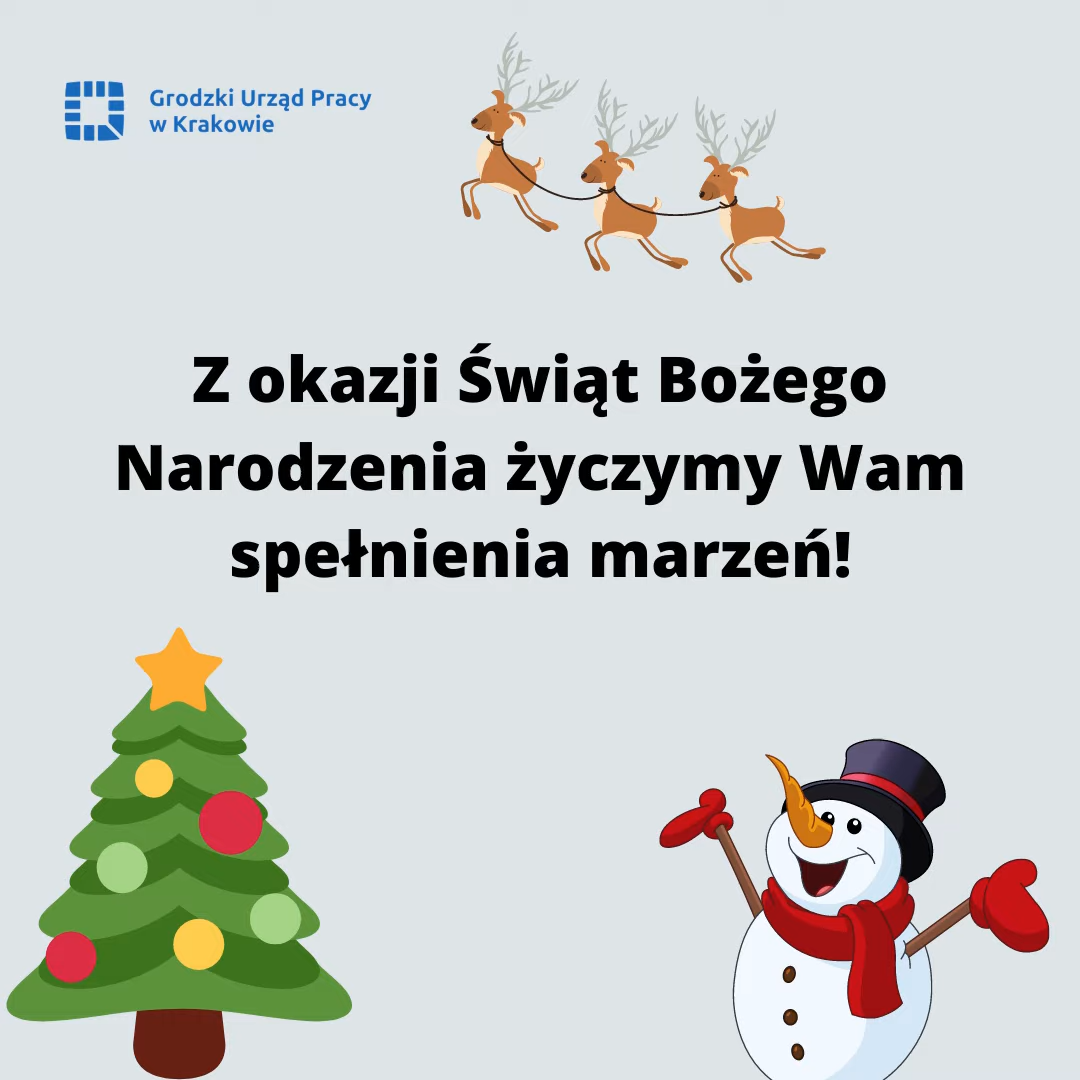 Grodzki Urząd Pracy
w Krakowie
Z okazji Świąt Bożego
Narodzenia życzymy Wam
spełnienia marzeń!